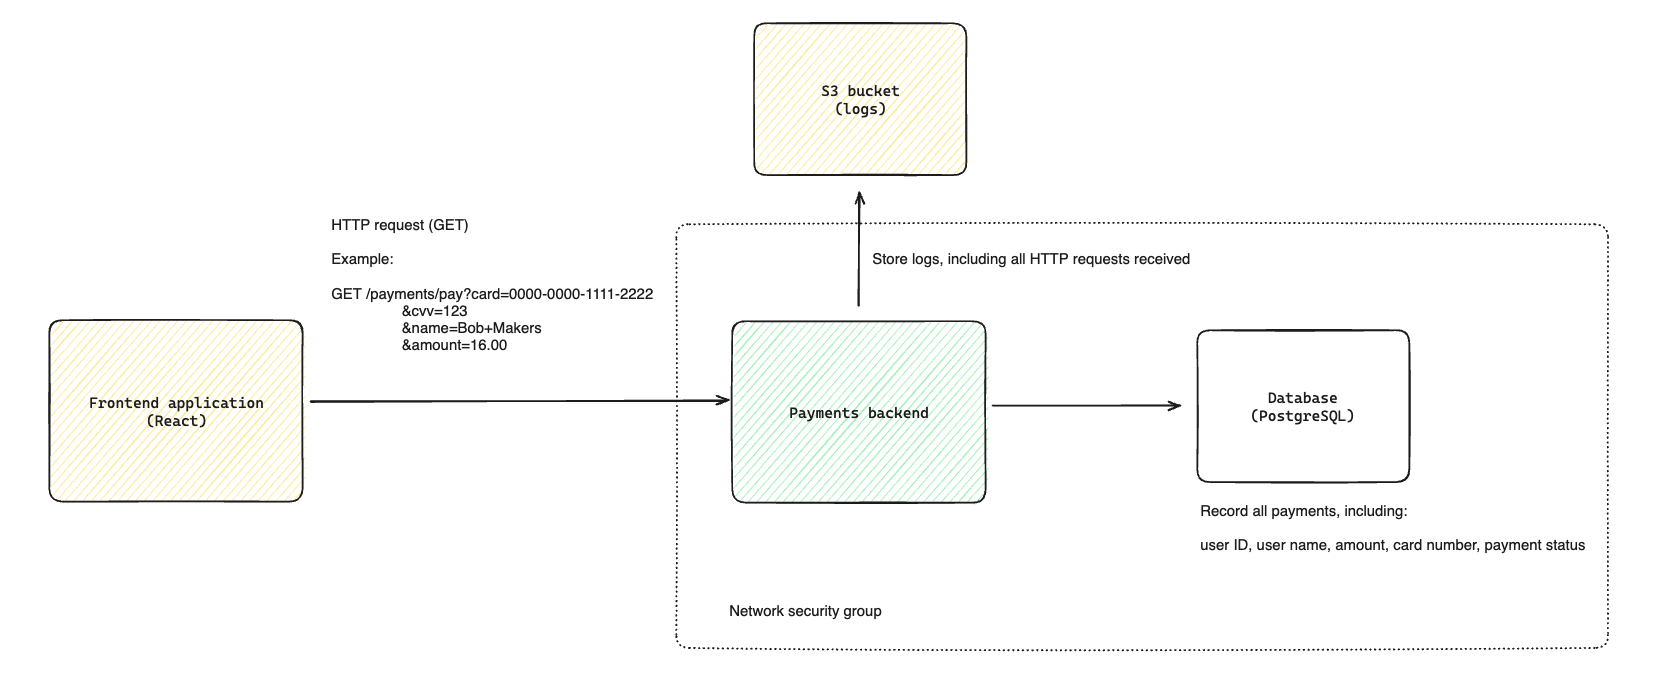 S3 bucket
(logs)
HTTP request (GET)
Example:
GET /payments/pay?card=0000-0000-1111-2222
&cvv=123
&name=Bob+Makers
&amount=16.00
Store logs, including all HTTP requests received
Frontend application
(React)
Payments backend
Database
(PostgreSQL)
Record all payments, including:
user ID, user name, amount, card number, payment status
Network security group